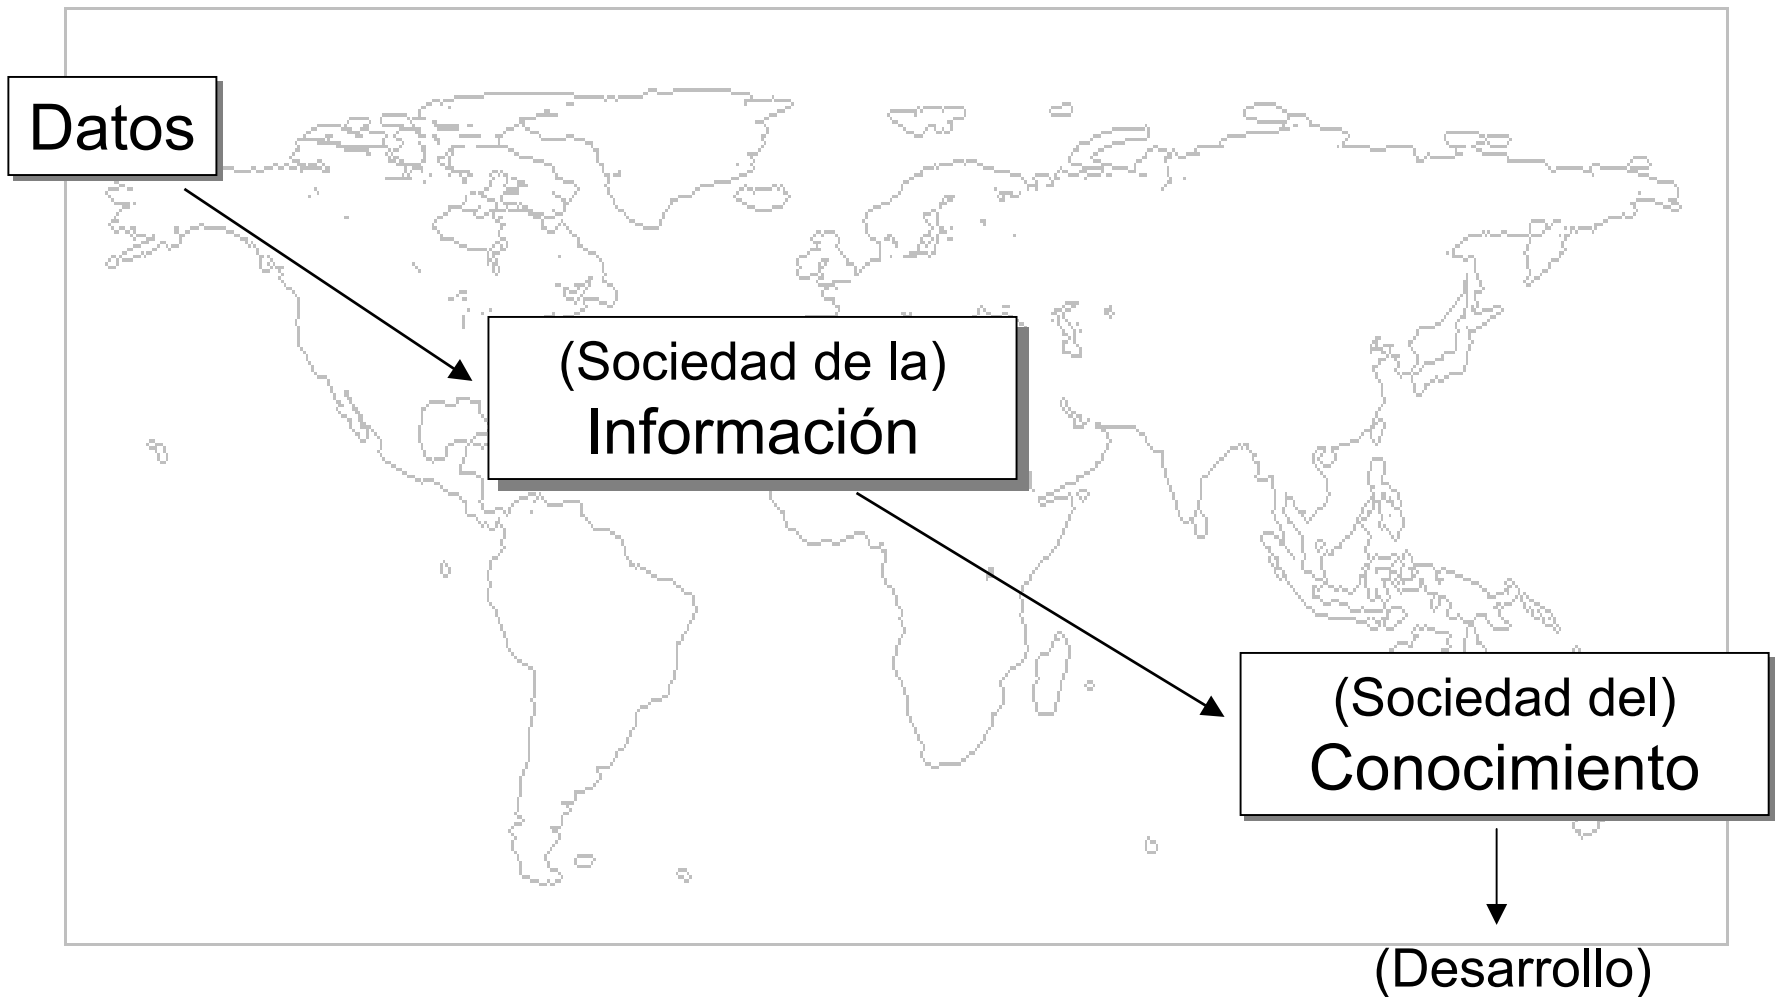 Datos
(Sociedad de la)
Información
(Sociedad del)
Conocimiento
(Desarrollo)